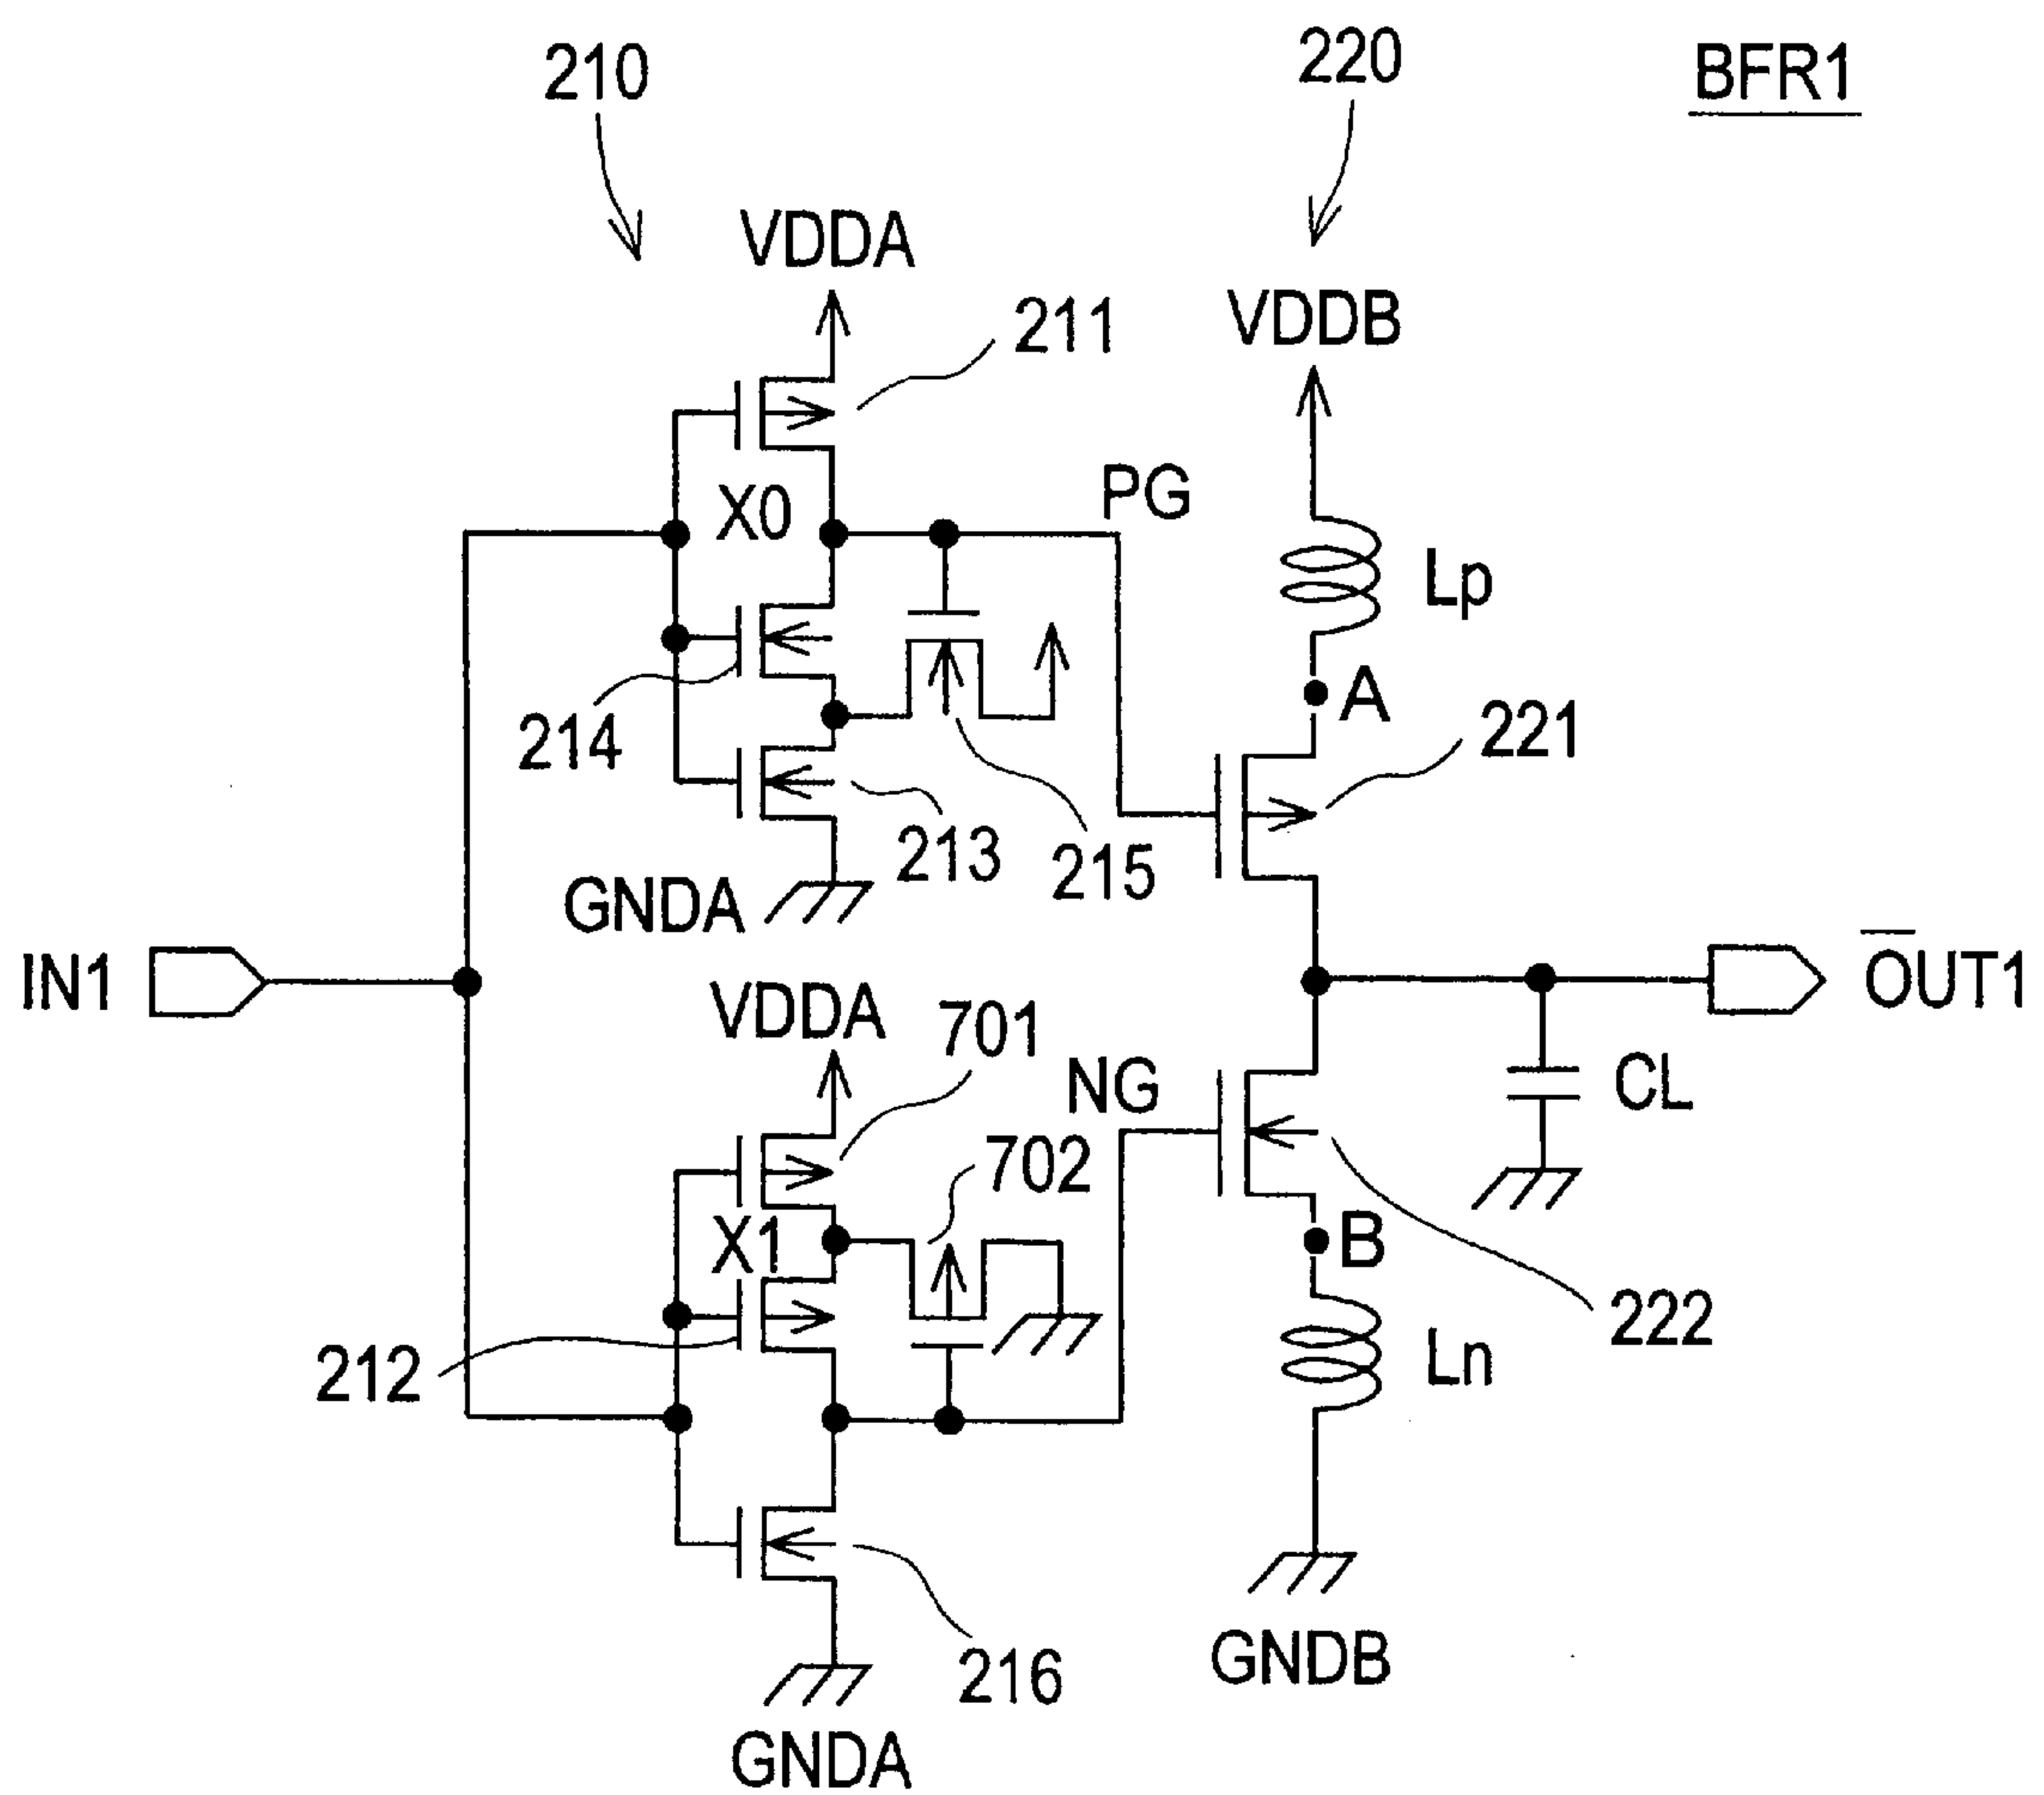 210
220
BFR1
VDDA
211
VDDB
X0
PG
Lp
A
214
221
213
215
GNDA
IN1
VDDA
701
O̅UT1
NG
CL
702
X1
B
222
212
Ln
216
GNDB
GNDA